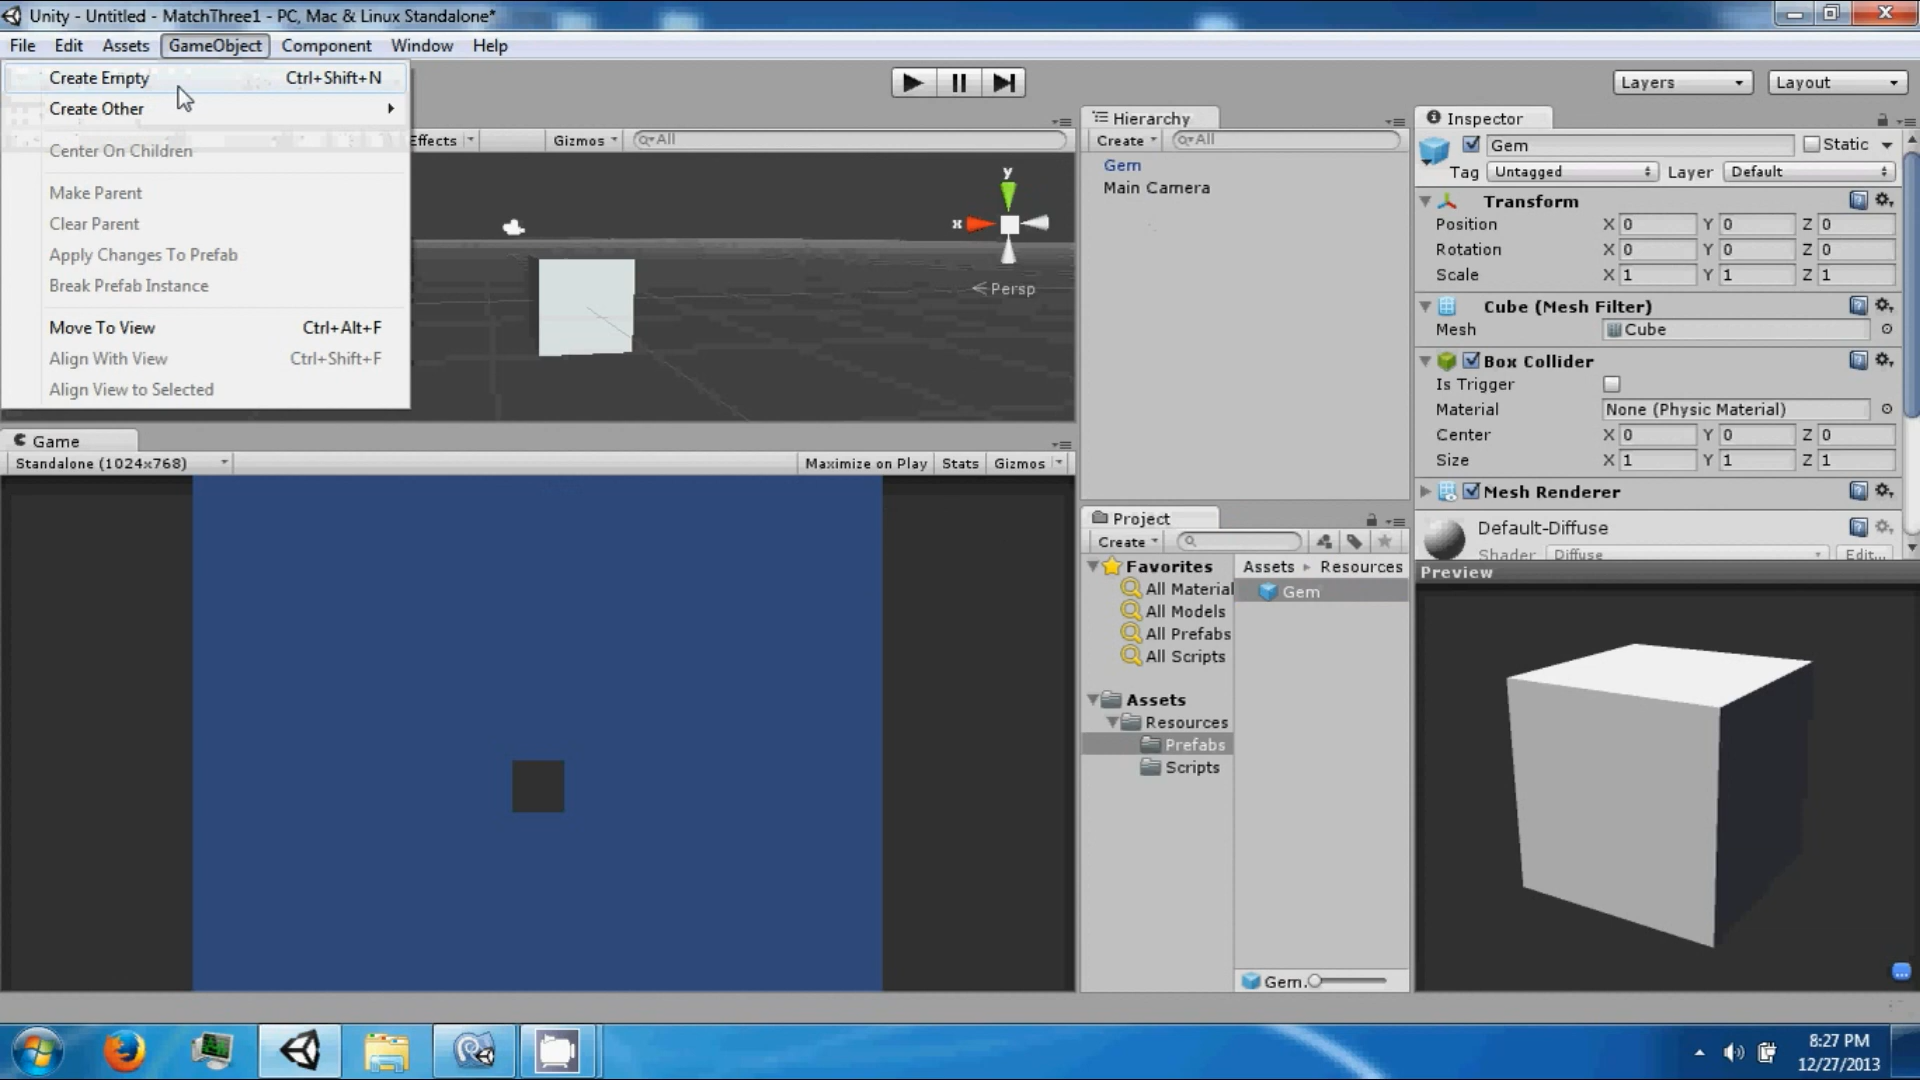 Unity - Untitled - MatchThree1 - PC, Mac & Linux Standalone*
File Edit Assets GameObject Component Window Help
Create Empty Ctrl+Shift+N
Create Other
Center On Children
Make Parent
Clear Parent
Apply Changes To Prefab
Break Prefab Instance
Move To View Ctrl+Alt+F
Align With View Ctrl+Shift+F
Align View to Selected
Layers Layout
Effects Gizmos All
y
x
Persp
Game
Standalone (1024x768) Maximize on Play Stats Gizmos
Hierarchy
Create All
Gem
Main Camera
Project
Create
Favorites
All Material
All Models
All Prefabs
All Scripts
Assets
Resources
Prefabs
Scripts
Assets Resources
Gem
Gem.
Inspector
Gem Static
Tag Untagged Layer Default
Transform
Position X 0 Y 0 Z 0
Rotation X 0 Y 0 Z 0
Scale X 1 Y 1 Z 1
Cube (Mesh Filter)
Mesh Cube
Box Collider
Is Trigger
Material None (Physic Material)
Center X 0 Y 0 Z 0
Size X 1 Y 1 Z 1
Mesh Renderer
Default-Diffuse
Shader Diffuse Edit...
Preview
8:27 PM
12/27/2013